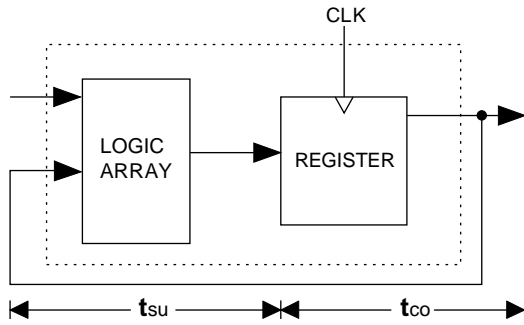 CLK
LOGIC
ARRAY
REGISTER
tsu
tco